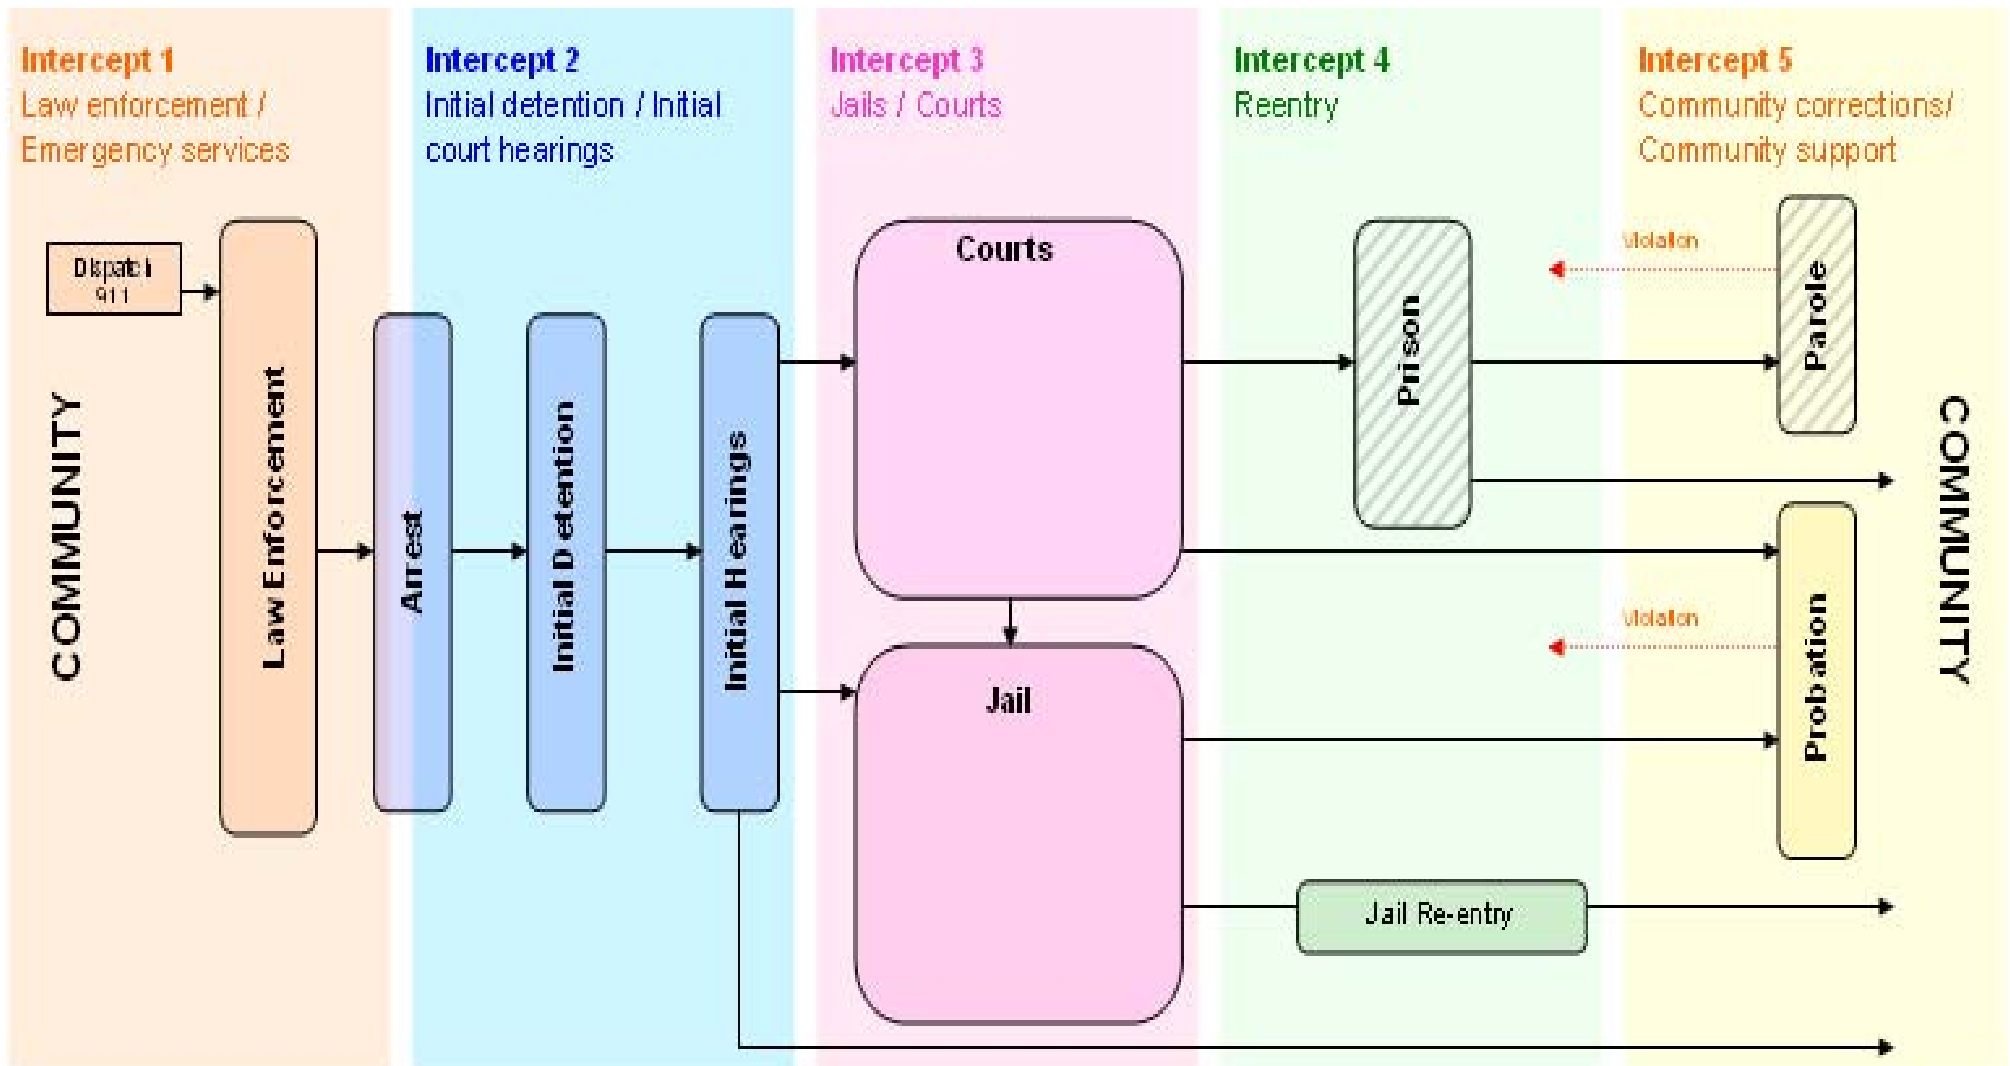 Intercept 1
Law enforcement /
Emergency services
Intercept 2
Initial detention / Initial
court hearings
Intercept 3
Jails / Courts
Intercept 4
Reentry
Intercept 5
Community corrections/
Community support
Dispatch
911
COMMUNITY
Law Enforcement
Arrest
Initial Detention
Initial Hearings
Courts
Jail
Prison
Jail Re-entry
Violation
Parole
Violation
Probation
COMMUNITY